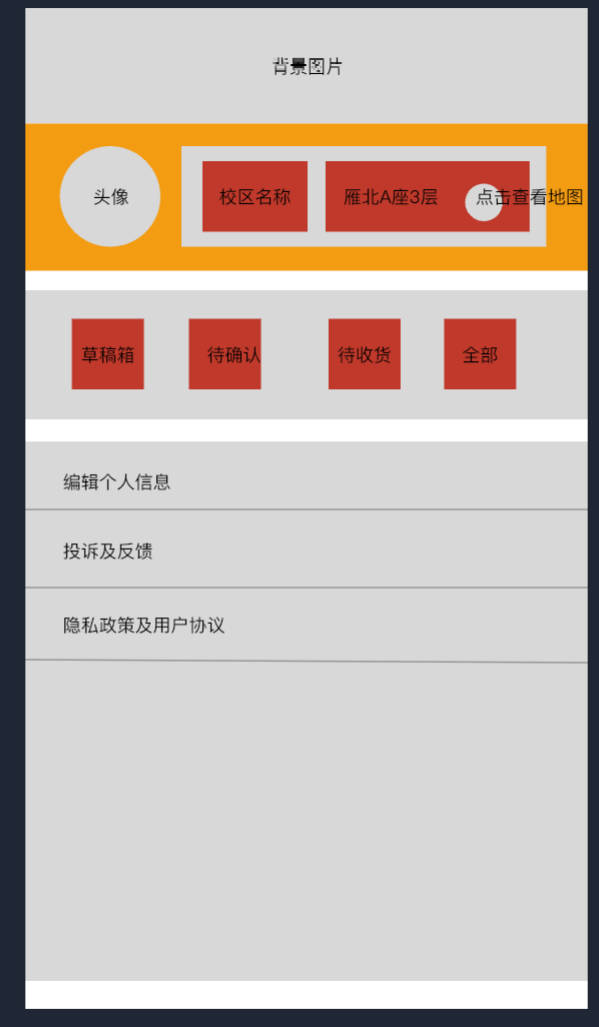 背景图片
头像 校区名称 雁北A座3层 点击查看地图
草稿箱 待确认 待收货 全部
编辑个人信息
投诉及反馈
隐私政策及用户协议